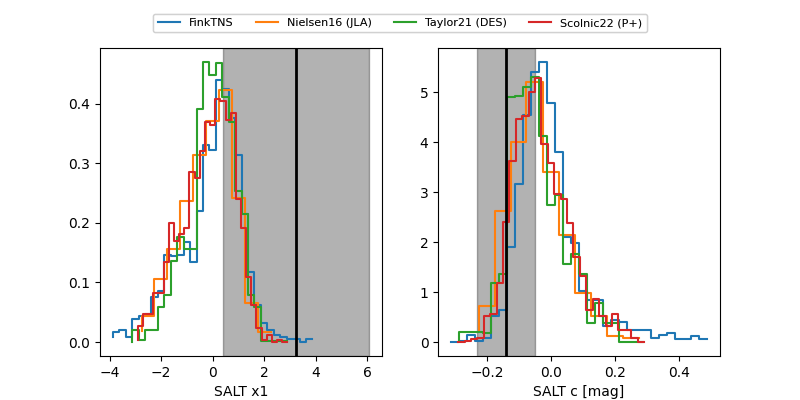 FinkTNS Nielsen16 (JLA) Taylor21 (DES) Scolnic22 (P+)
0.4
0.3
0.2
0.1
0.0
−4 −2 0 2 4 6
SALT x1
5
4
3
2
1
0
−0.2 0.0 0.2 0.4
SALT c [mag]